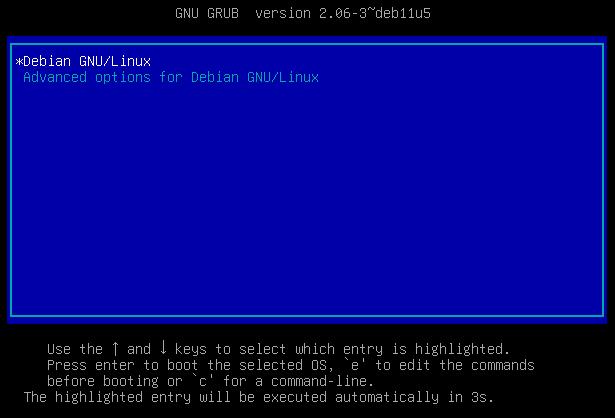 GNU GRUB  version 2.06-3~deb11u5
*Debian GNU/Linux
Advanced options for Debian GNU/Linux
Use the ↑ and ↓ keys to select which entry is highlighted.
Press enter to boot the selected OS, `e' to edit the commands
before booting or `c' for a command-line.
The highlighted entry will be executed automatically in 3s.